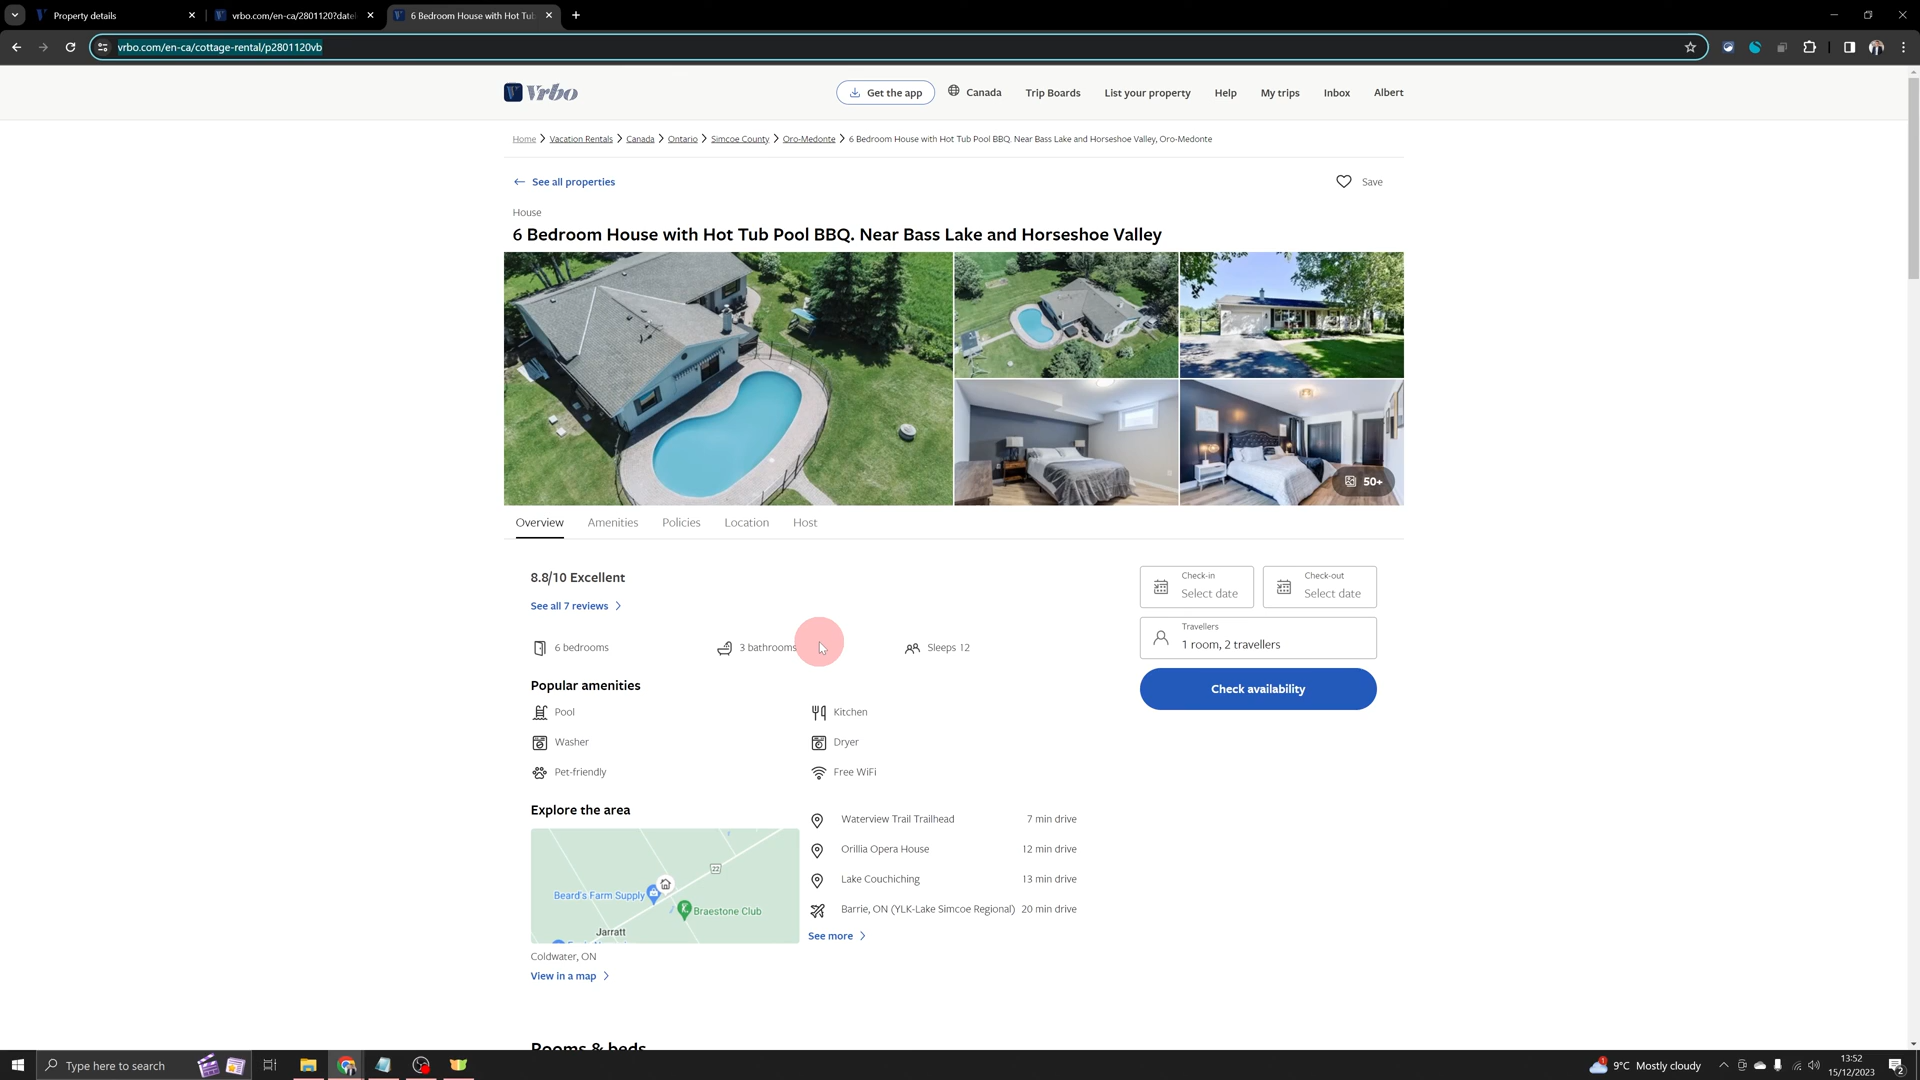 Property details
vrbo.com/en-ca/2801120?datel
6 Bedroom House with Hot Tub
vrbo.com/en-ca/cottage-rental/p2801120vb
Vrbo
Get the app
Canada
Trip Boards
List your property
Help
My trips
Inbox
Albert
Home > Vacation Rentals > Canada > Ontario > Simcoe County > Oro-Medonte > 6 Bedroom House with Hot Tub Pool BBQ. Near Bass Lake and Horseshoe Valley, Oro-Medonte
See all properties
Save
House
6 Bedroom House with Hot Tub Pool BBQ. Near Bass Lake and Horseshoe Valley
50+
Overview
Amenities
Policies
Location
Host
8.8/10 Excellent
See all 7 reviews
6 bedrooms
3 bathrooms
Sleeps 12
Check-in
Select date
Check-out
Select date
Travellers
1 room, 2 travellers
Check availability
Popular amenities
Pool
Kitchen
Washer
Dryer
Pet-friendly
Free WiFi
Explore the area
22
Beard's Farm Supply
Braestone Club
Jarratt
Waterview Trail Trailhead 7 min drive
Orillia Opera House 12 min drive
Lake Couchiching 13 min drive
Barrie, ON (YLK-Lake Simcoe Regional) 20 min drive
See more
Coldwater, ON
View in a map
Rooms & beds
Type here to search
1
9°C Mostly cloudy
13:52
15/12/2023
2